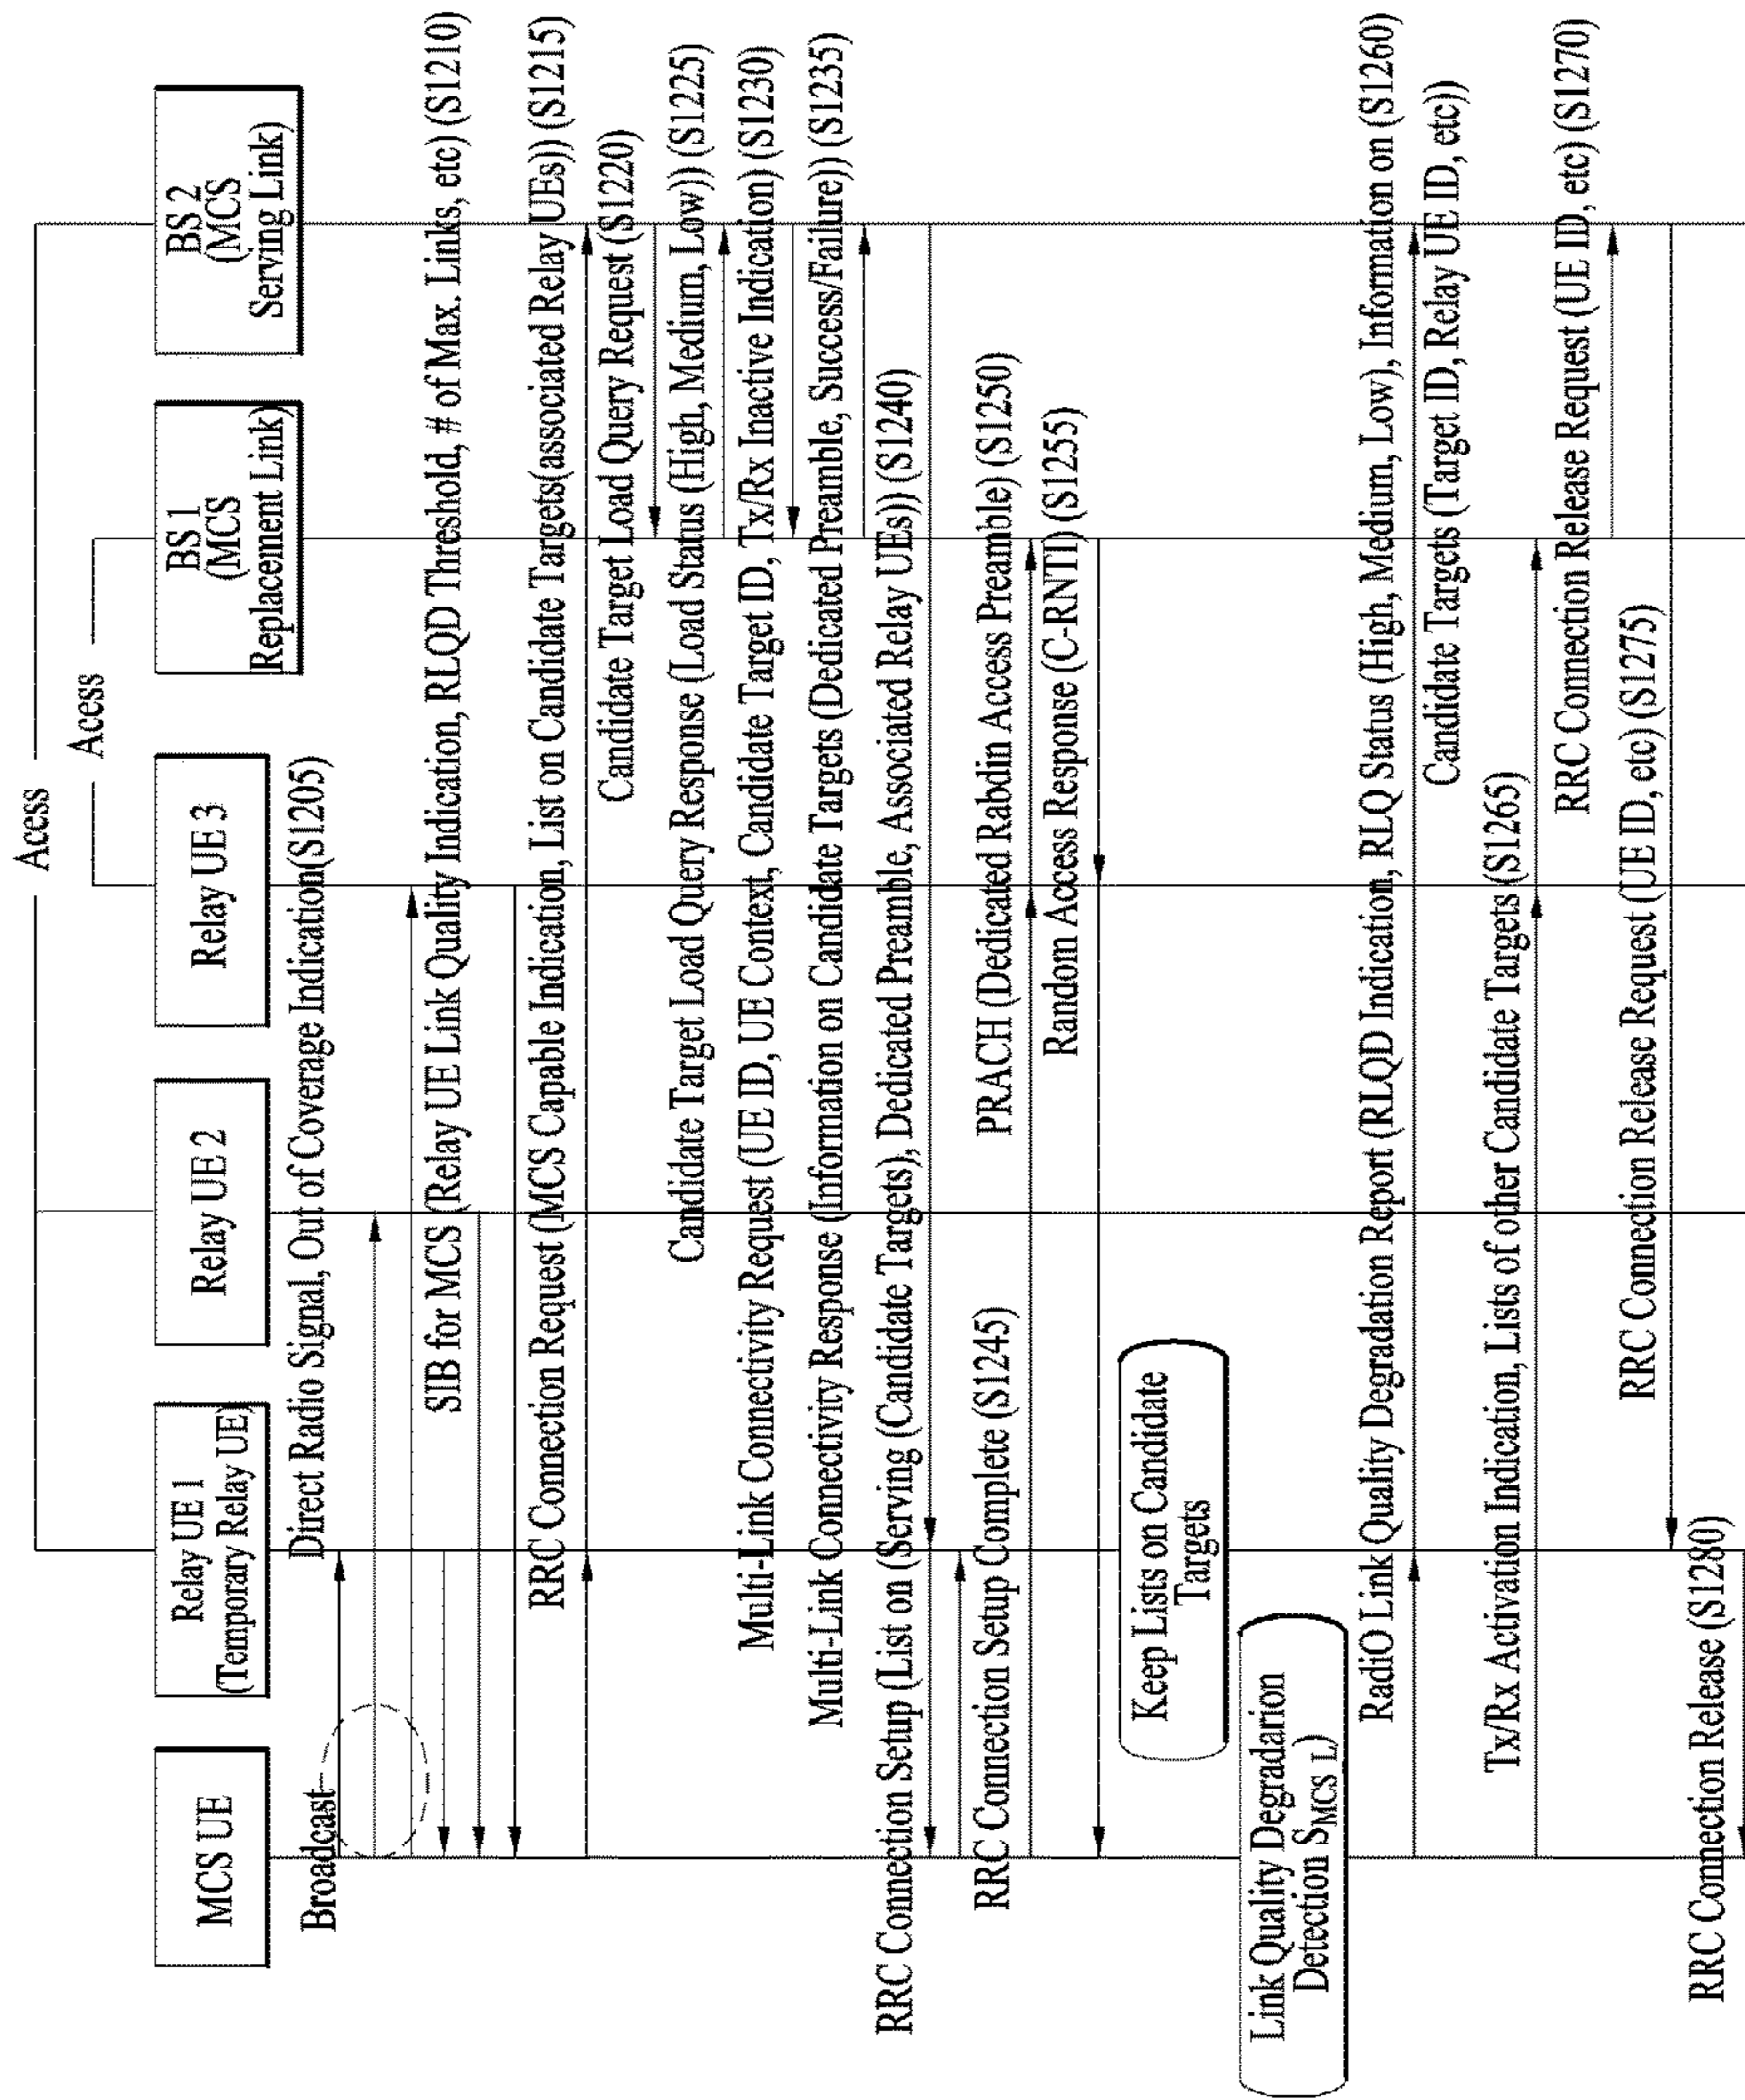 Acess
Acess
MCS UE
Relay UE 1
(Temporary Relay UE)
Relay UE 2
Relay UE 3
BS 1
(MCS
Replacement Link)
BS 2
(MCS
Serving Link)
Broadcast
Direct Radio Signal, Out of Coverage Indication(S1205)
SIB for MCS (Relay UE Link Quality Indication, RLQD Threshold, # of Max. Links, etc) (S1210)
RRC Connection Request (MCS Capable Indication, List on Candidate Targets(associated Relay UEs)) (S1215)
Candidate Target Load Query Request (S1220)
Candidate Target Load Query Response (Load Status (High, Medium, Low)) (S1225)
Multi-Link Connectivity Request (UE ID, UE Context, Candidate Target ID, Tx/Rx Inactive Indication) (S1230)
Multi-Link Connectivity Response (Information on Candidate Targets (Dedicated Preamble, Success/Failure)) (S1235)
RRC Connection Setup (List on (Serving (Candidate Targets), Dedicated Preamble, Associated Relay UEs)) (S1240)
RRC Connection Setup Complete (S1245)
PRACH (Dedicated Rabdin Access Preamble) (S1250)
Random Access Response (C-RNTI) (S1255)
Keep Lists on Candidate
Targets
Link Quality Degradarion
Detection S_MCS L)
RadiO Link Quality Degradation Report (RLQD Indication, RLQ Status (High, Medium, Low), Information on (S1260)
Candidate Targets (Target ID, Relay UE ID, etc))
Tx/Rx Activation Indication, Lists of other Candidate Targets (S1265)
RRC Connection Release Request (UE ID, etc) (S1270)
RRC Connection Release Request (UE ID, etc) (S1275)
RRC Connection Release (S1280)